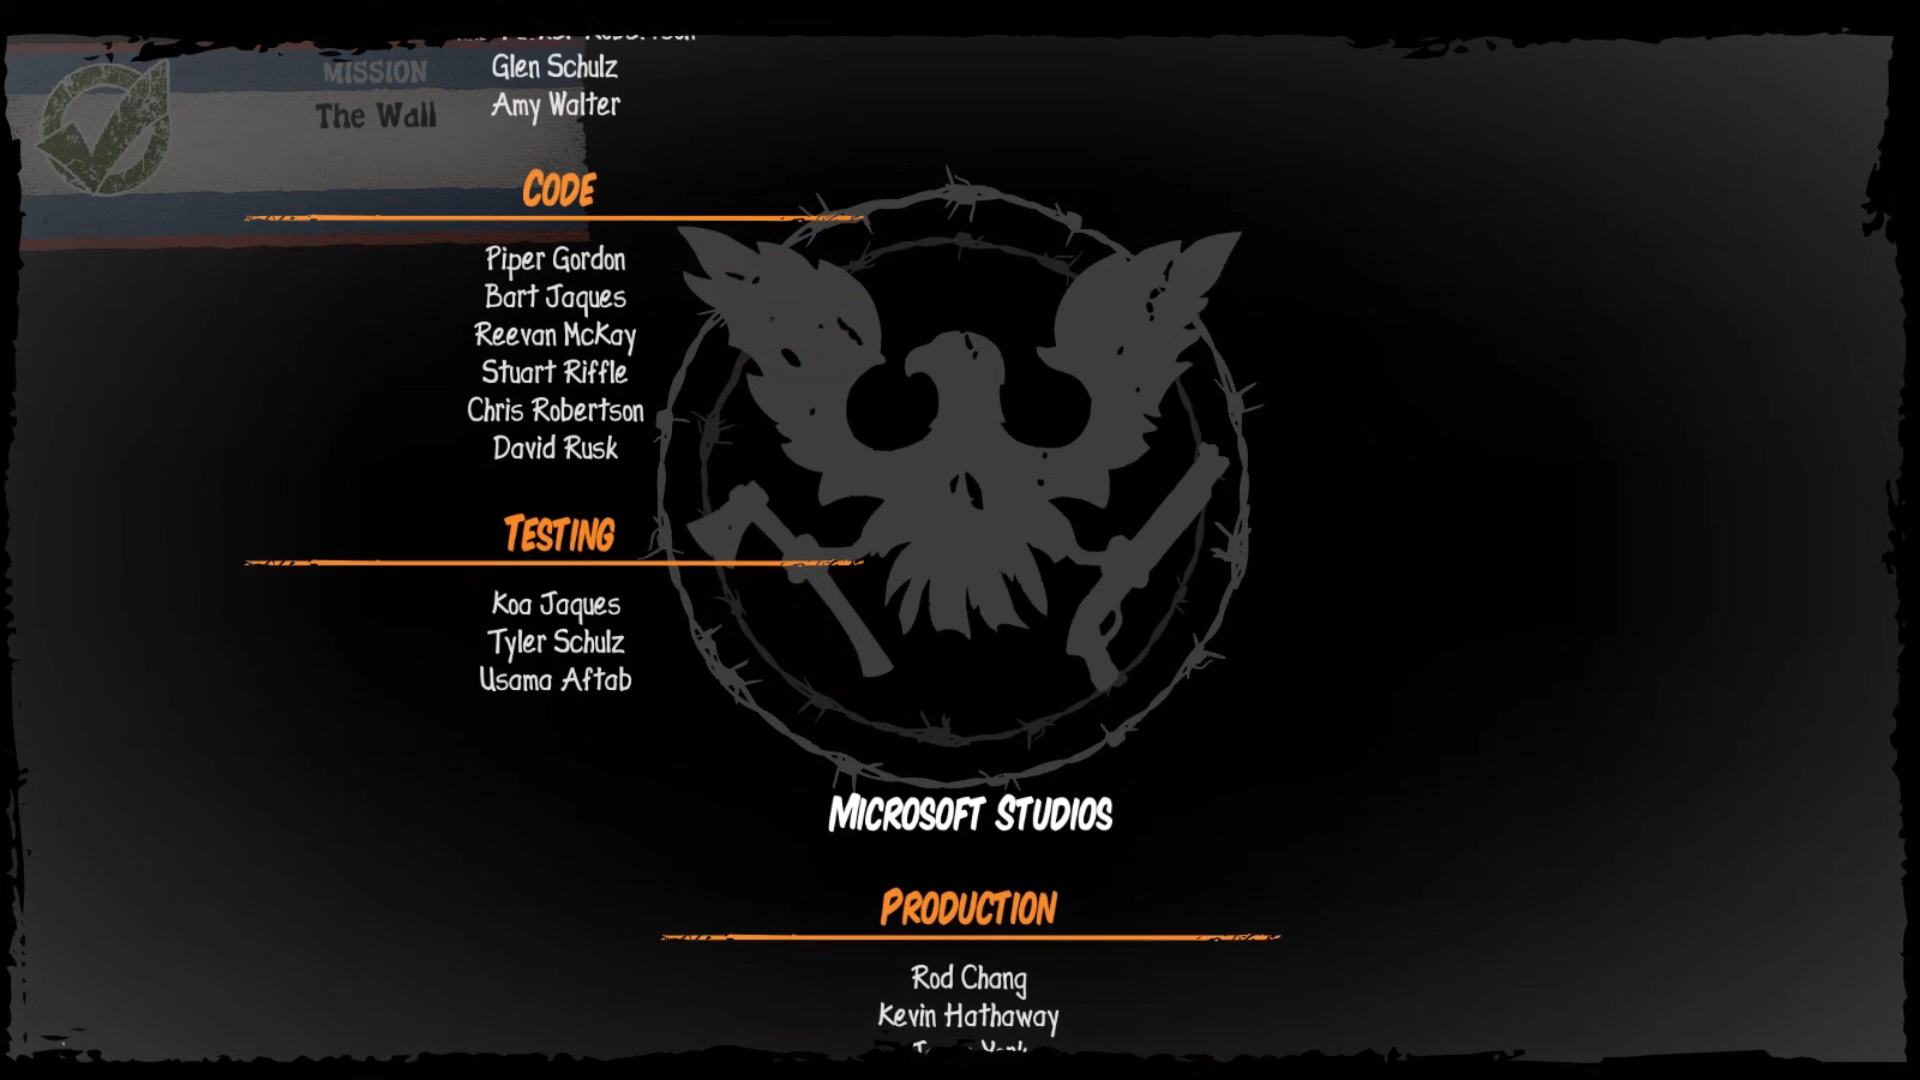 MISSION
The Wall
Glen Schulz
Amy Walter
CODE
Piper Gordon
Bart Jaques
Reevan McKay
Stuart Riffle
Chris Robertson
David Rusk
TESTING
Koa Jaques
Tyler Schulz
Usama Aftab
MICROSOFT STUDIOS
PRODUCTION
Rod Chang
Kevin Hathaway